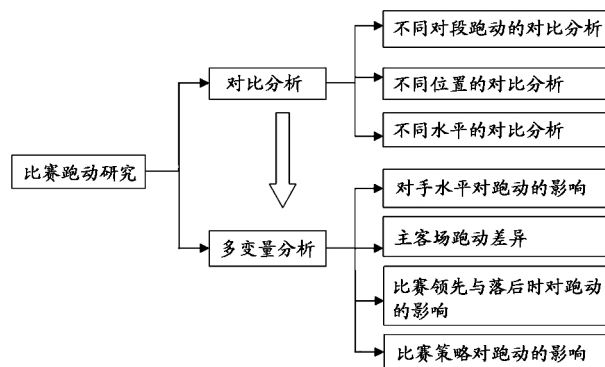 比赛跑动研究
对比分析
不同对段跑动的对比分析
不同位置的对比分析
不同水平的对比分析
多变量分析
对手水平对跑动的影响
主客场跑动差异
比赛领先与落后时对跑动
的影响
比赛策略对跑动的影响